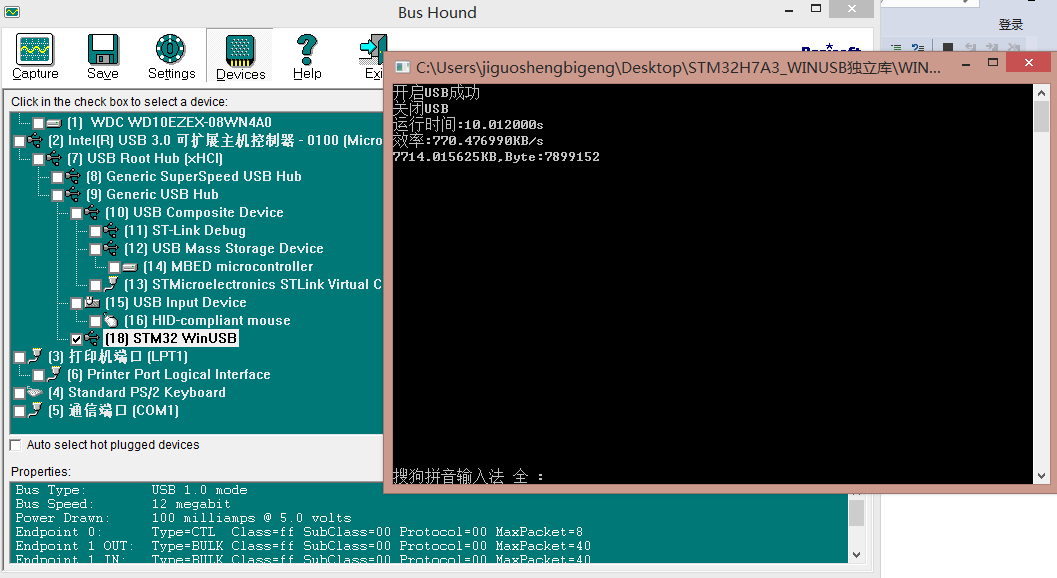 Bus Hound
登录
Capture
Save
Settings
Devices
Help
C:\Users\jiguoshengbigeng\Desktop\STM32H7A3_WINUSB独立库\WIN...
Click in the check box to select a device:
(1) WDC WD10EZEX-08WN4A0
(2) Intel(R) USB 3.0 可扩展主机控制器 - 0100 (Micro
(7) USB Root Hub (xHCI)
(8) Generic SuperSpeed USB Hub
(9) Generic USB Hub
(10) USB Composite Device
(11) ST-Link Debug
(12) USB Mass Storage Device
(14) MBED microcontroller
(13) STMicroelectronics STLink Virtual C
(15) USB Input Device
(16) HID-compliant mouse
(18) STM32 WinUSB
(3) 打印机端口 (LPT1)
(6) Printer Port Logical Interface
(4) Standard PS/2 Keyboard
(5) 通信端口 (COM1)
Auto select hot plugged devices
Properties:
Bus Type: USB 1.0 mode
Bus Speed: 12 megabit
Power Drawn: 100 milliamps @ 5.0 volts
Endpoint 0: Type=CTL Class=ff SubClass=00 Protocol=00 MaxPacket=8
Endpoint 1 OUT: Type=BULK Class=ff SubClass=00 Protocol=00 MaxPacket=40
Endpoint 1 IN: Type=BULK Class=ff SubClass=00 Protocol=00 MaxPacket=40
开启USB成功
关闭USB
运行时间:10.012000s
效率:770.476990KB/s
7714.015625KB,Byte:7899152
搜狗拼音输入法 全 :